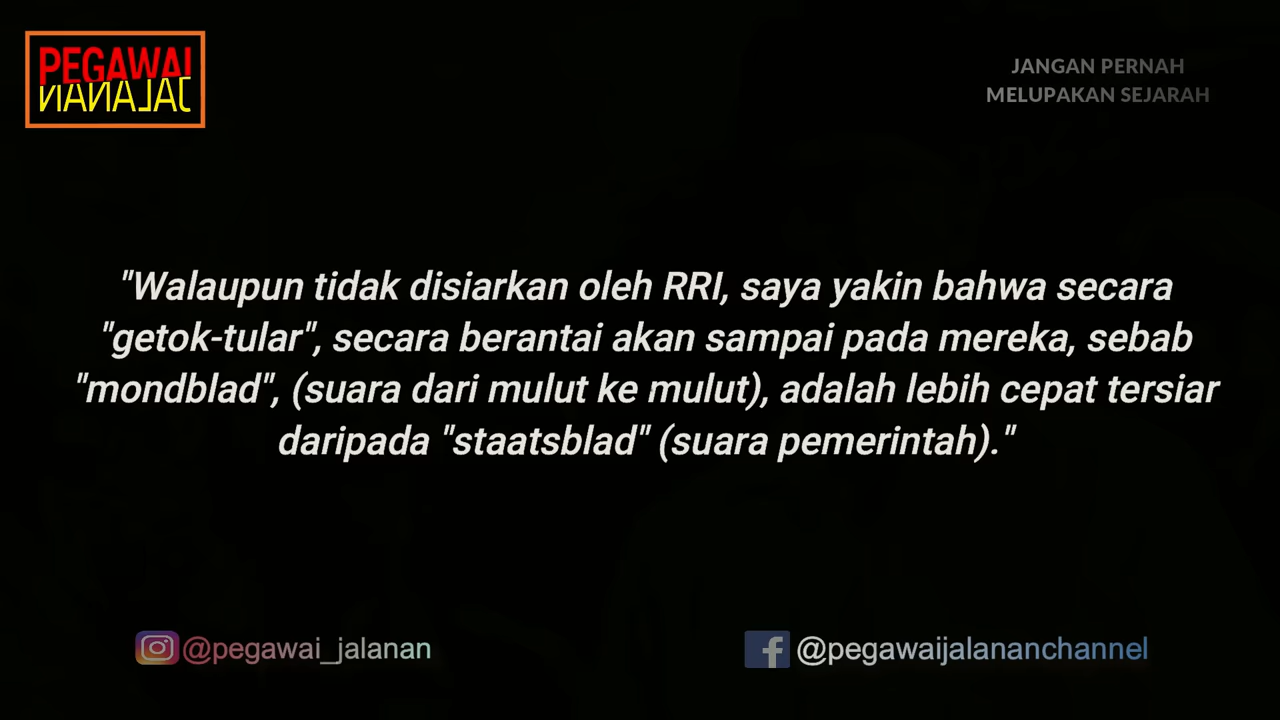 PEGAWAI
JALANAN
JANGAN PERNAH
MELUPAKAN SEJARAH
"Walaupun tidak disiarkan oleh RRI, saya yakin bahwa secara
"getok-tular", secara berantai akan sampai pada mereka, sebab
"mondblad", (suara dari mulut ke mulut), adalah lebih cepat tersiar
daripada "staatsblad" (suara pemerintah)."
@pegawai_jalanan
@pegawaijalananchannel